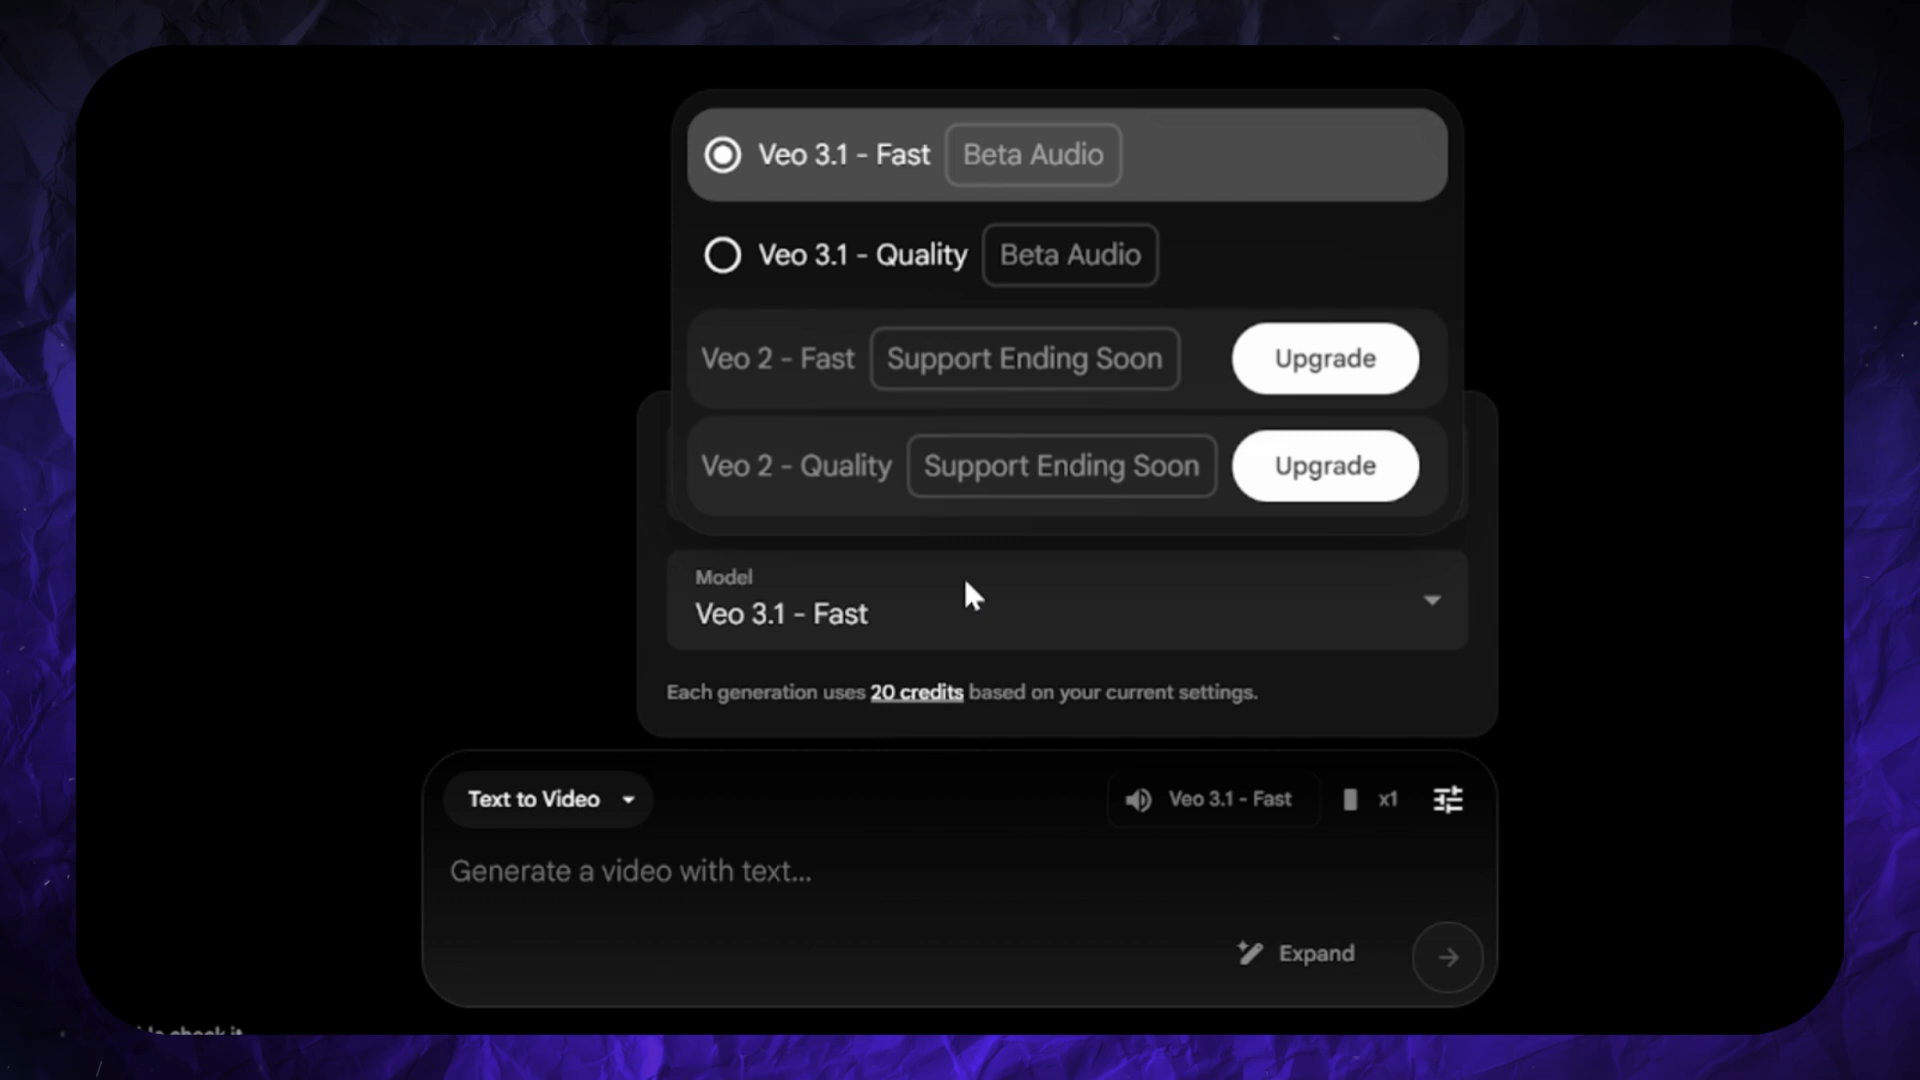 Veo 3.1 - Fast Beta Audio
Veo 3.1 - Quality Beta Audio
Veo 2 - Fast Support Ending Soon Upgrade
Veo 2 - Quality Support Ending Soon Upgrade
Model
Veo 3.1 - Fast
Each generation uses 20 credits based on your current settings.
Text to Video Veo 3.1 - Fast x1
Generate a video with text...
Expand
check it